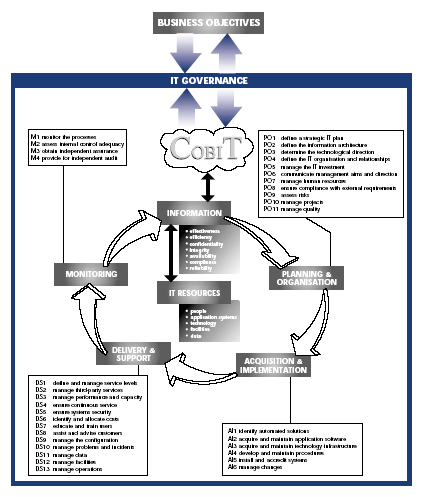 BUSINESS OBJECTIVES
IT GOVERNANCE
COBIT
M1 monitor the processes
M2 assess internal control adequacy
M3 obtain independent assurance
M4 provide for independent audit
PO1 define a strategic IT plan
PO2 define the information architecture
PO3 determine the technological direction
PO4 define the IT organisation and relationships
PO5 manage the IT investment
PO6 communicate management aims and direction
PO7 manage human resources
PO8 ensure compliance with external requirements
PO9 assess risks
PO10 manage projects
PO11 manage quality
INFORMATION
• effectiveness
• efficiency
• confidentiality
• integrity
• availability
• compliance
• reliability
MONITORING
PLANNING &
ORGANISATION
IT RESOURCES
• people
• application systems
• technology
• facilities
• data
DELIVERY &
SUPPORT
ACQUISITION &
IMPLEMENTATION
DS1 define and manage service levels
DS2 manage third-party services
DS3 manage performance and capacity
DS4 ensure continuous service
DS5 ensure systems security
DS6 identify and allocate costs
DS7 educate and train users
DS8 assist and advise customers
DS9 manage the configuration
DS10 manage problems and incidents
DS11 manage data
DS12 manage facilities
DS13 manage operations
AI1 identify automated solutions
AI2 acquire and maintain application software
AI3 acquire and maintain technology infrastructure
AI4 develop and maintain procedures
AI5 install and accredit systems
AI6 manage changes